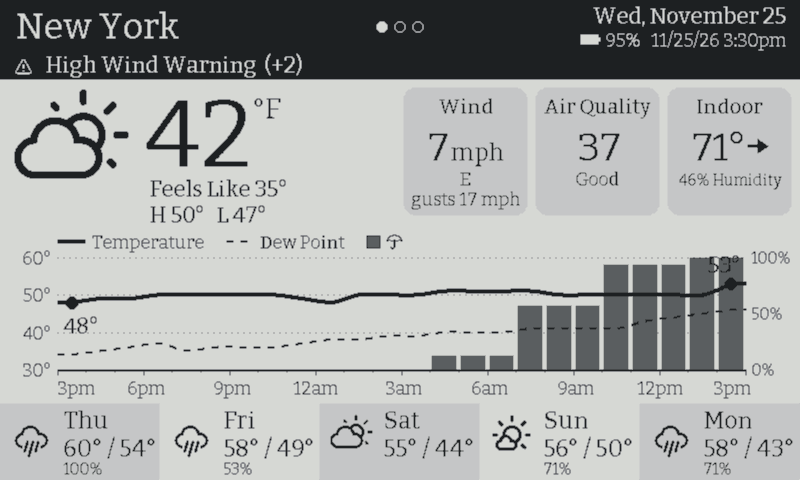 New York
Wed, November 25
95% 11/25/26 3:30pm
High Wind Warning (+2)
42°F
Feels Like 35°
H 50° L 47°
Wind
7 mph
E
gusts 17 mph
Air Quality
37
Good
Indoor
71°
46% Humidity
Temperature
Dew Point
60°
50°
40°
30°
100%
50%
0%
48°
53°
3pm 6pm 9pm 12am 3am 6am 9am 12pm 3pm
Thu
60° / 54°
100%
Fri
58° / 49°
53%
Sat
55° / 44°
Sun
56° / 50°
71%
Mon
58° / 43°
71%